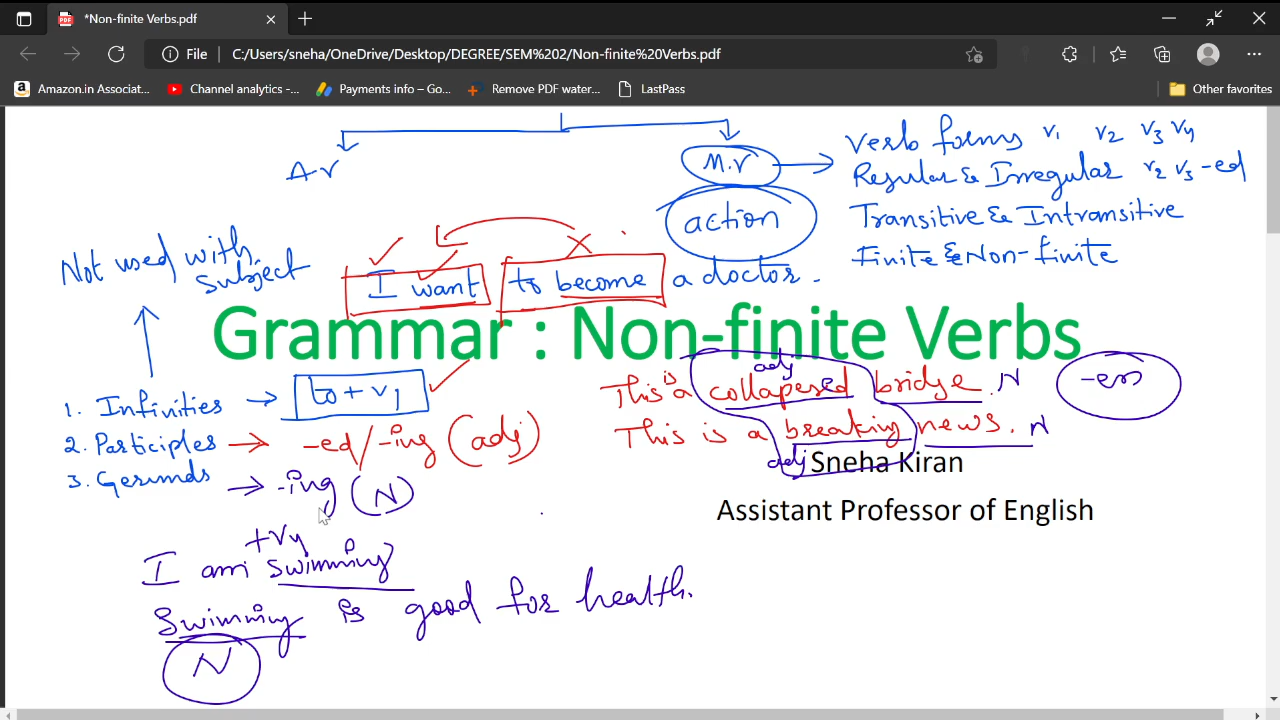 *Non-finite Verbs.pdf
File C:/Users/sneha/OneDrive/Desktop/DEGREE/SEM%202/Non-finite%20Verbs.pdf
Amazon.in Associat... Channel analytics -... Payments info – Go... Remove PDF water... LastPass Other favorites
A.V M.V
Verb forms V1 V2 V3 V4
Regular & Irregular V2 V3 -ed
action Transitive & Intransitive
Finite & Non-finite
Not used with
Subject
I want to become a doctor.
Grammar : Non-finite Verbs
1. Infinities → to + V1
2. Participles → -ed/-ing (adj)
3. Gerunds → -ing (N)
adj
This is a collapesed bridge. N
-en
This is a breaking news. N
adj
Sneha Kiran
Assistant Professor of English
+V4
I am swimming
Swimming is good for health.
N